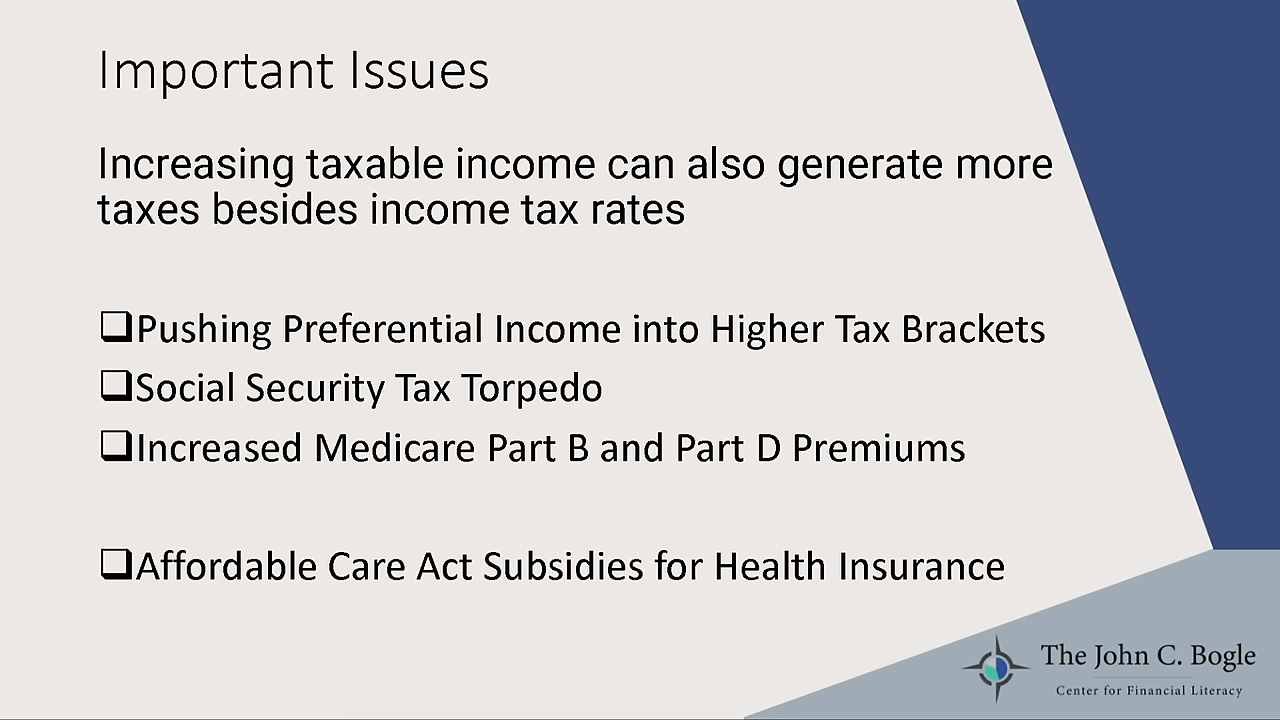 Important Issues
Increasing taxable income can also generate more
taxes besides income tax rates
❑Pushing Preferential Income into Higher Tax Brackets
❑Social Security Tax Torpedo
❑Increased Medicare Part B and Part D Premiums
❑Affordable Care Act Subsidies for Health Insurance
The John C. Bogle
Center for Financial Literacy